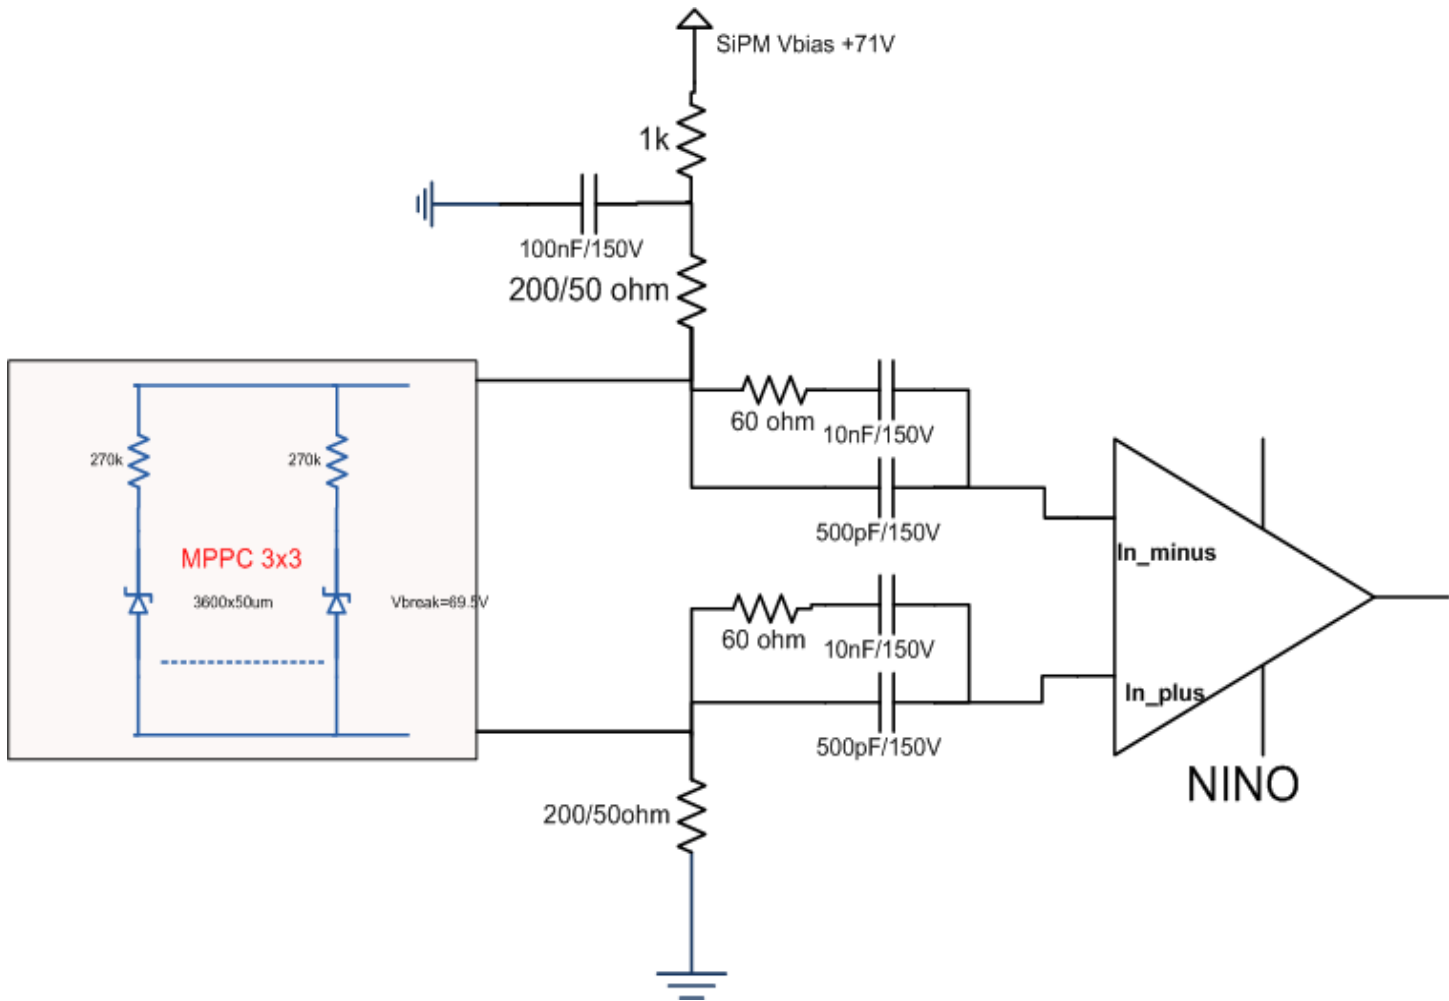 SiPM Vbias +71V
1k
100nF/150V
200/50 ohm
60 ohm
10nF/150V
270k
270k
500pF/150V
In_minus
MPPC 3x3
3600x50um
Vbreak=69.5V
60 ohm
10nF/150V
In_plus
500pF/150V
NINO
200/50ohm